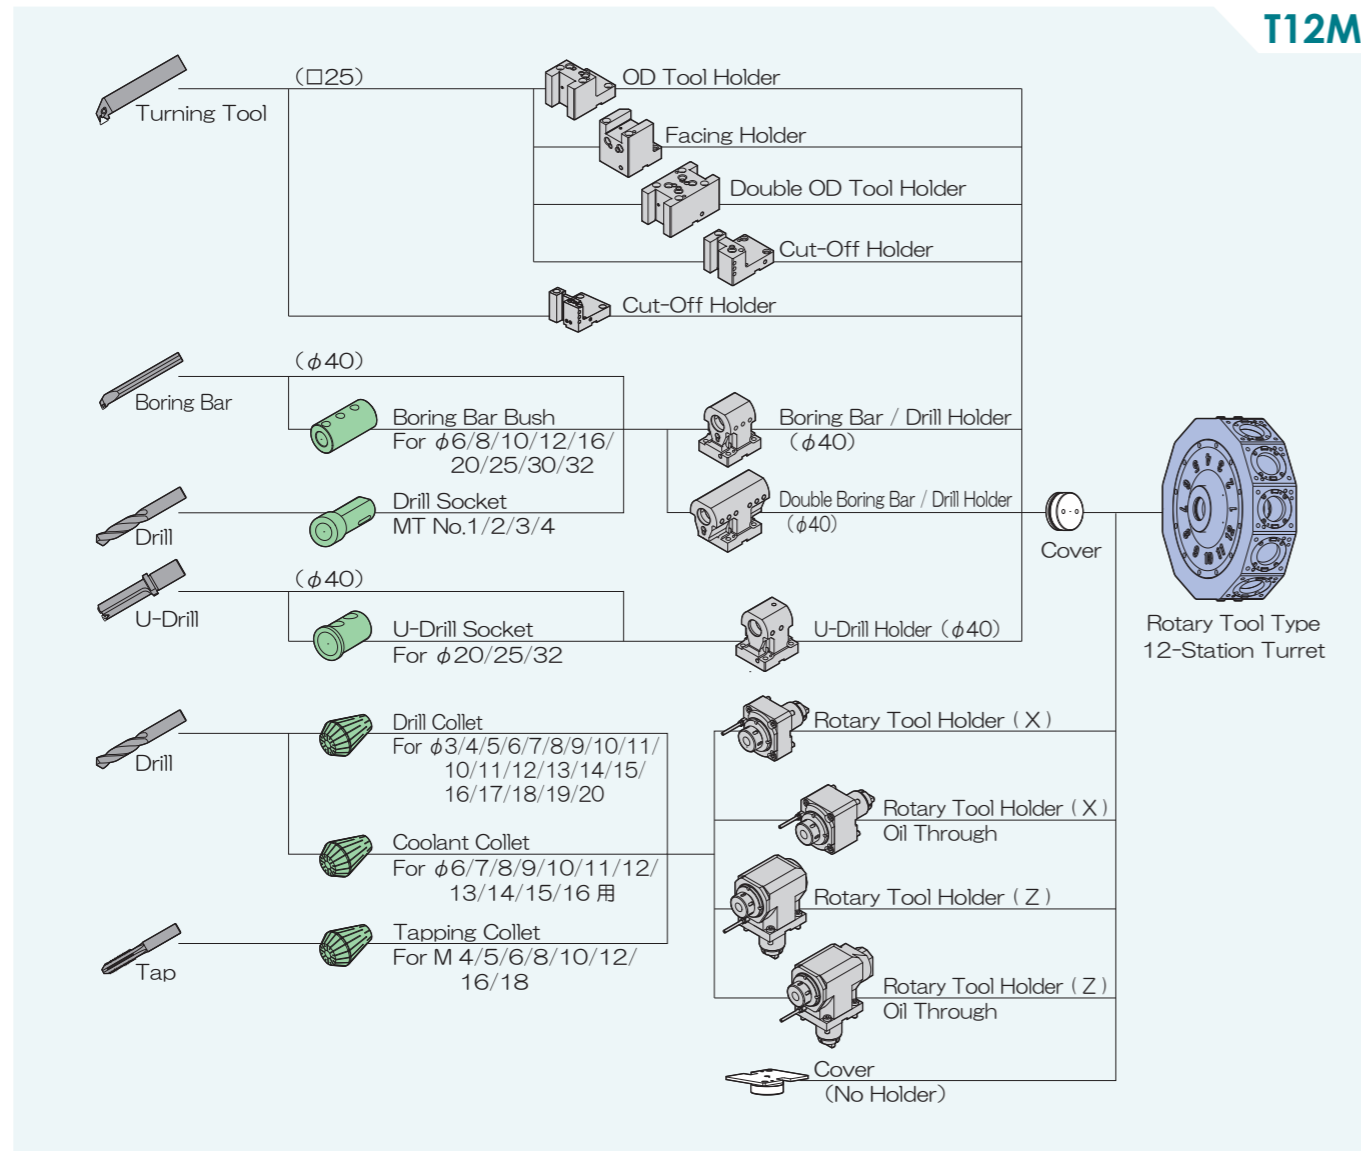 T12M
(□25)
Turning Tool
OD Tool Holder
Facing Holder
Double OD Tool Holder
Cut-Off Holder
Cut-Off Holder
(φ40)
Boring Bar
Boring Bar Bush
For φ6/8/10/12/16/
20/25/30/32
Boring Bar / Drill Holder
(φ40)
Drill
Drill Socket
MT No.1/2/3/4
Double Boring Bar / Drill Holder
(φ40)
Cover
Rotary Tool Type
12-Station Turret
(φ40)
U-Drill
U-Drill Socket
For φ20/25/32
U-Drill Holder (φ40)
Drill
Drill Collet
For φ3/4/5/6/7/8/9/10/11/
10/11/12/13/14/15/
16/17/18/19/20
Rotary Tool Holder (X)
Coolant Collet
For φ6/7/8/9/10/11/12/
13/14/15/16 用
Rotary Tool Holder (X)
Oil Through
Tap
Tapping Collet
For M 4/5/6/8/10/12/
16/18
Rotary Tool Holder (Z)
Rotary Tool Holder (Z)
Oil Through
Cover
(No Holder)